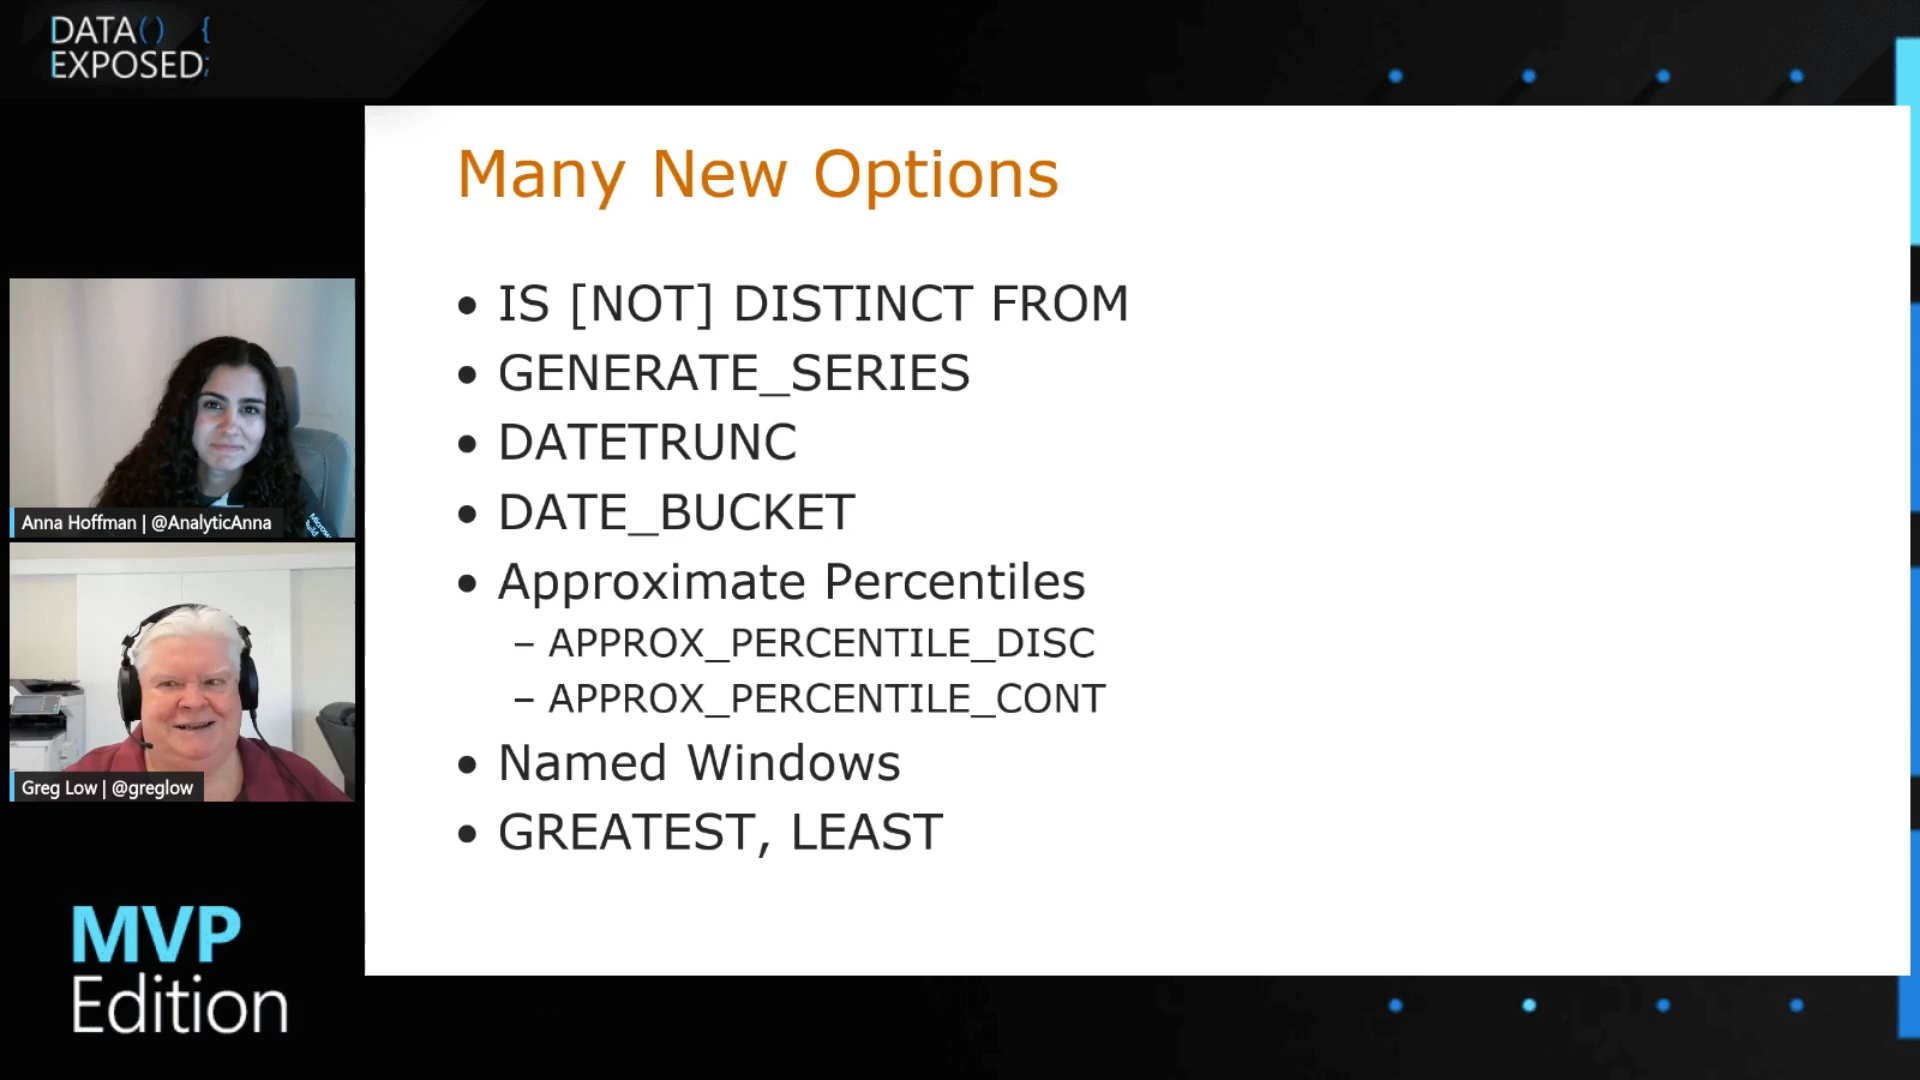 DATA() {
EXPOSED;
Many New Options
• IS [NOT] DISTINCT FROM
• GENERATE_SERIES
• DATETRUNC
• DATE_BUCKET
• Approximate Percentiles
– APPROX_PERCENTILE_DISC
– APPROX_PERCENTILE_CONT
• Named Windows
• GREATEST, LEAST
Anna Hoffman | @AnalyticAnna
Greg Low | @greglow
MVP
Edition